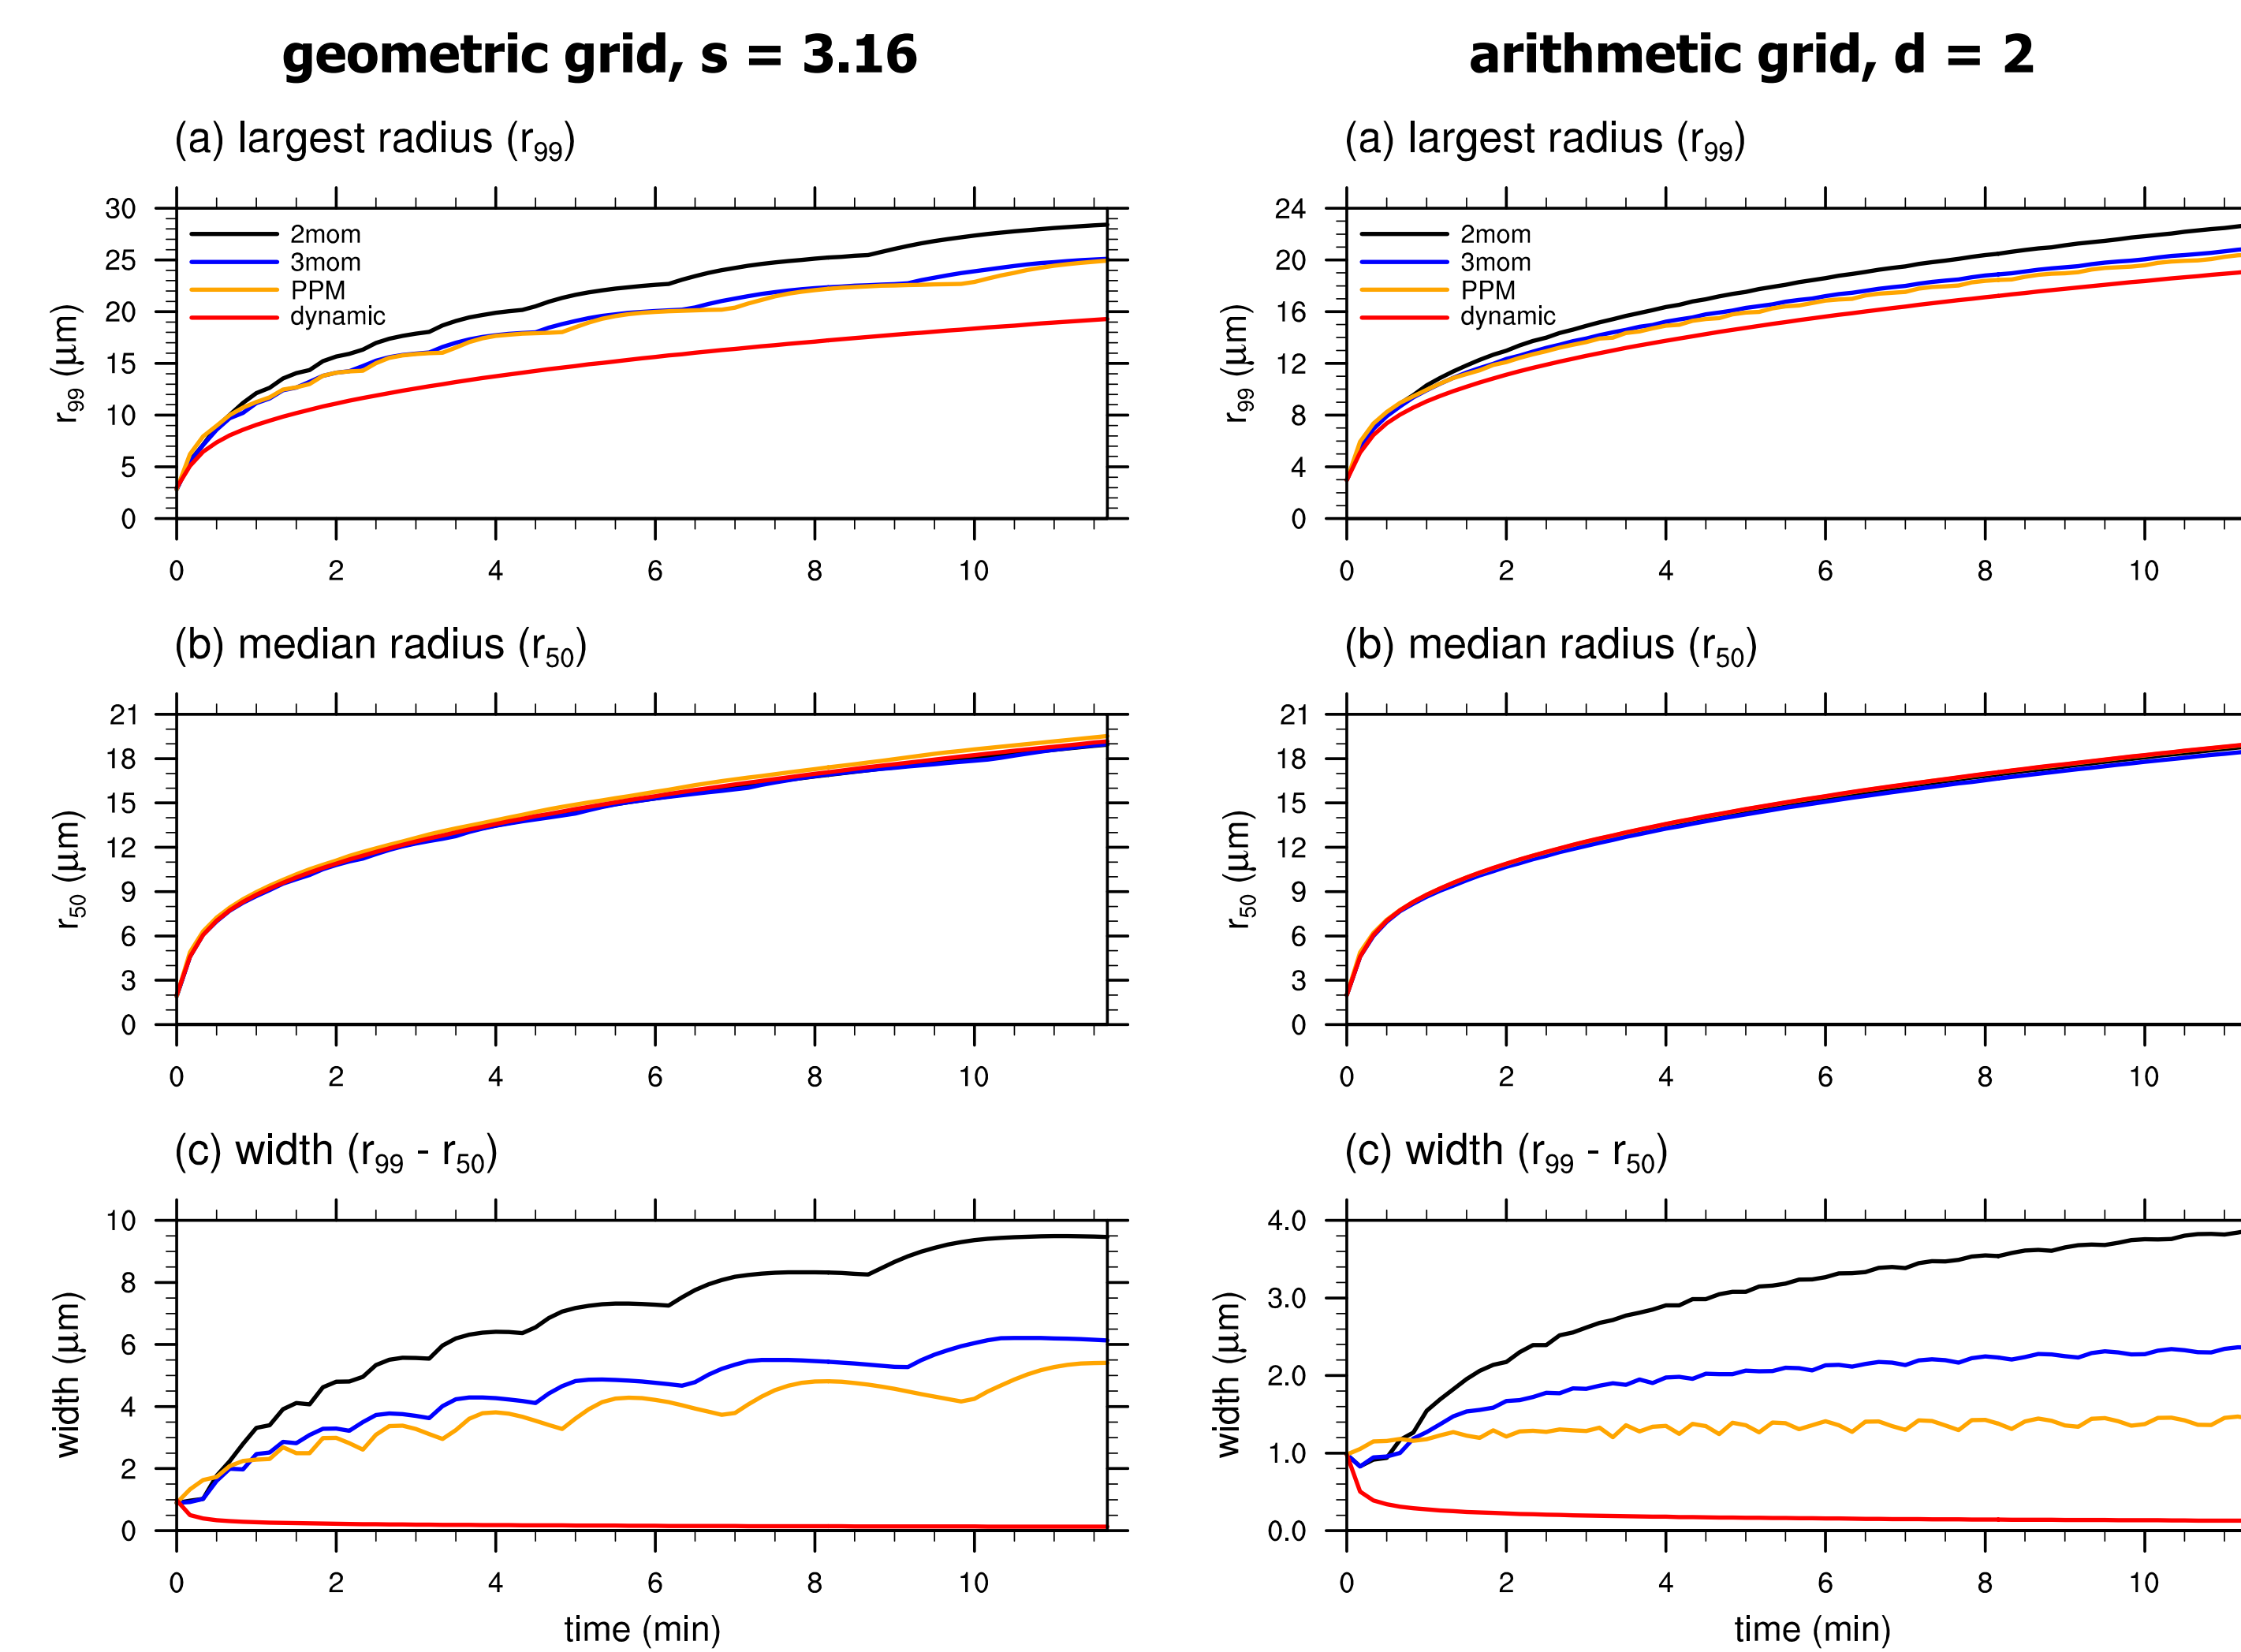 geometric grid, s = 3.16
(a) largest radius (r99)
30
25
20
15
10
5
0
r99 (μm)
2mom
3mom
PPM
dynamic
0 2 4 6 8 10
(b) median radius (r50)
21
18
15
12
9
6
3
0
r50 (μm)
0 2 4 6 8 10
(c) width (r99 - r50)
10
8
6
4
2
0
width (μm)
0 2 4 6 8 10
time (min)
arithmetic grid, d = 2
(a) largest radius (r99)
24
20
16
12
8
4
0
r99 (μm)
2mom
3mom
PPM
dynamic
0 2 4 6 8 10
(b) median radius (r50)
21
18
15
12
9
6
3
0
r50 (μm)
0 2 4 6 8 10
(c) width (r99 - r50)
4.0
3.0
2.0
1.0
0.0
width (μm)
0 2 4 6 8 10
time (min)